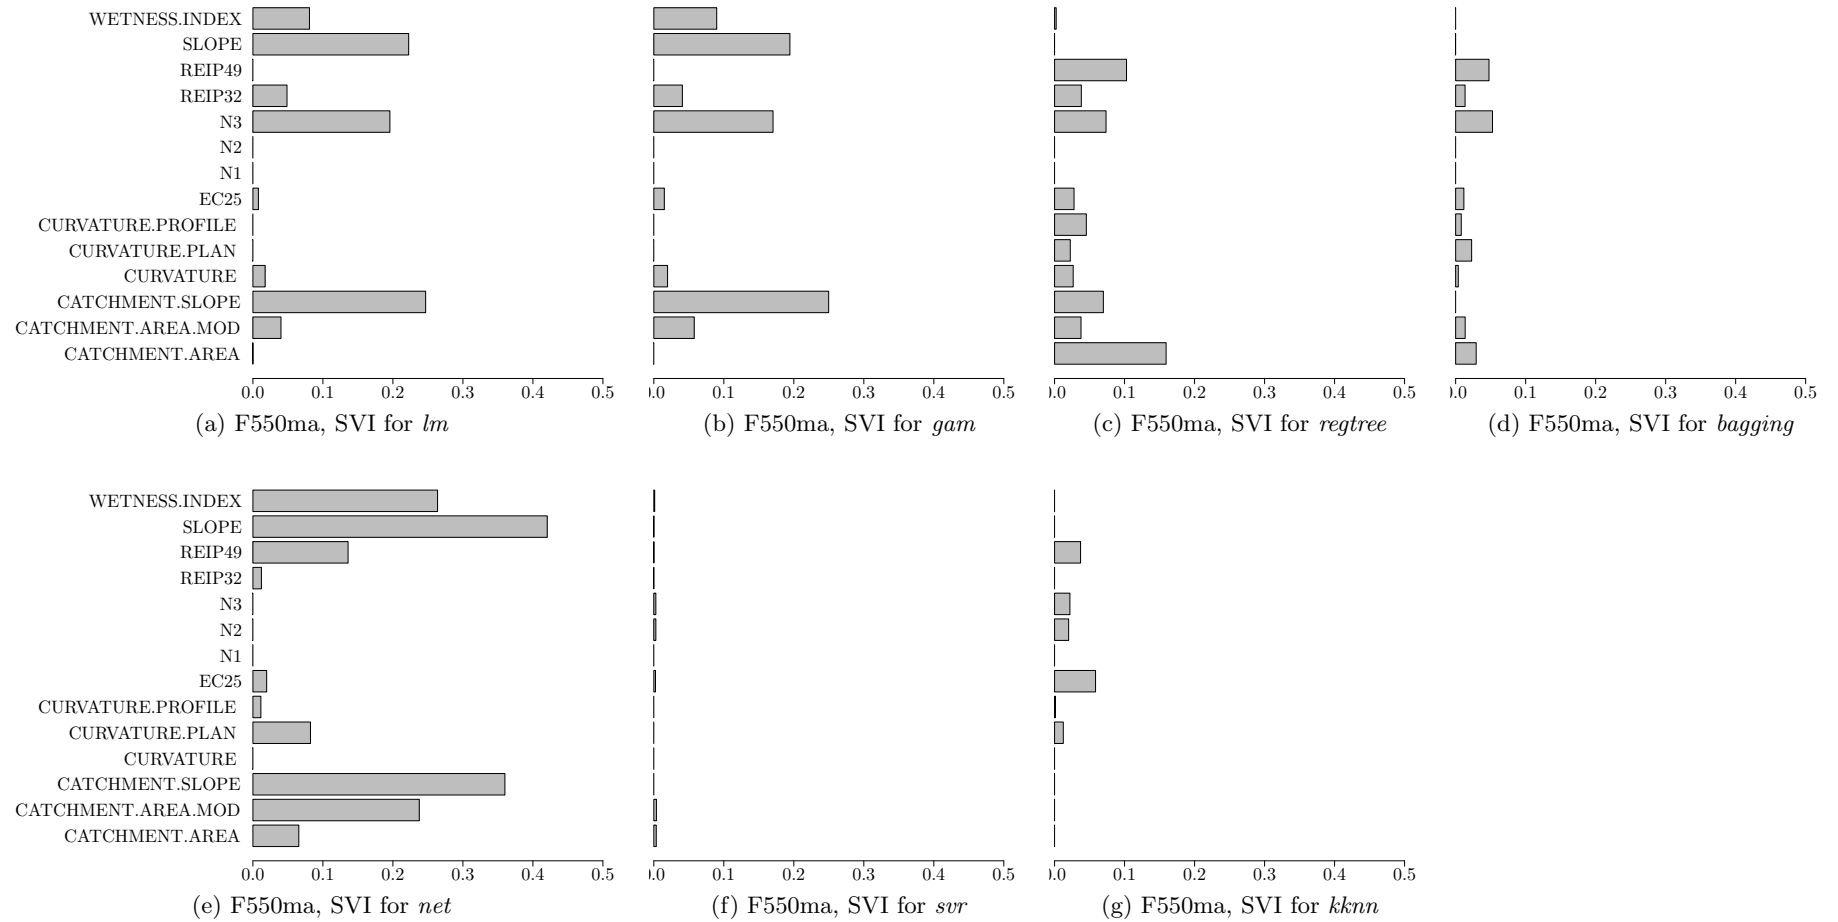 WETNESS.INDEX
SLOPE
REIP49
REIP32
N3
N2
N1
EC25
CURVATURE.PROFILE
CURVATURE.PLAN
CURVATURE
CATCHMENT.SLOPE
CATCHMENT.AREA.MOD
CATCHMENT.AREA
0.0 0.1 0.2 0.3 0.4 0.5
(a) F550ma, SVI for lm
0.0 0.1 0.2 0.3 0.4 0.5
(b) F550ma, SVI for gam
0.0 0.1 0.2 0.3 0.4 0.5
(c) F550ma, SVI for regtree
0.0 0.1 0.2 0.3 0.4 0.5
(d) F550ma, SVI for bagging
WETNESS.INDEX
SLOPE
REIP49
REIP32
N3
N2
N1
EC25
CURVATURE.PROFILE
CURVATURE.PLAN
CURVATURE
CATCHMENT.SLOPE
CATCHMENT.AREA.MOD
CATCHMENT.AREA
0.0 0.1 0.2 0.3 0.4 0.5
(e) F550ma, SVI for net
0.0 0.1 0.2 0.3 0.4 0.5
(f) F550ma, SVI for svr
0.0 0.1 0.2 0.3 0.4 0.5
(g) F550ma, SVI for kknn